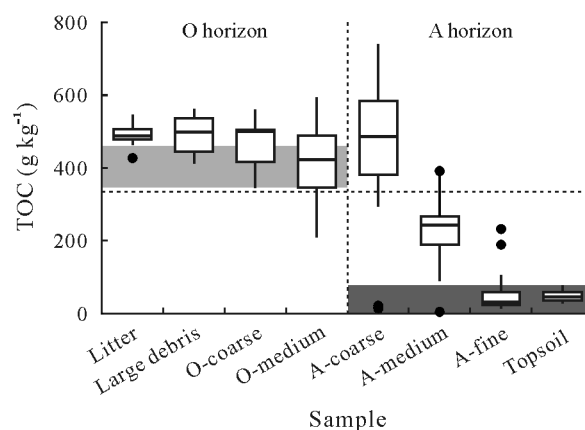 O horizon
A horizon
TOC (g kg⁻¹)
800
600
400
200
0
Litter
Large debris
O-coarse
O-medium
A-coarse
A-medium
A-fine
Topsoil
Sample